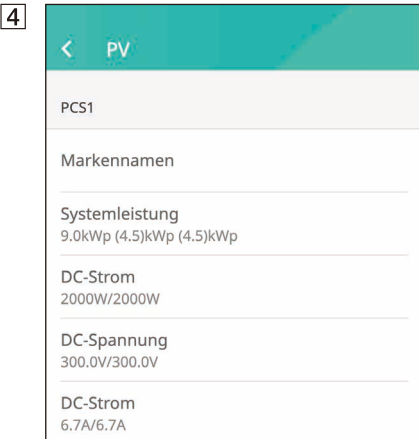 4
PV
PCS1
Markennamen
Systemleistung
9.0kWp (4.5)kWp (4.5)kWp
DC-Strom
2000W/2000W
DC-Spannung
300.0V/300.0V
DC-Strom
6.7A/6.7A